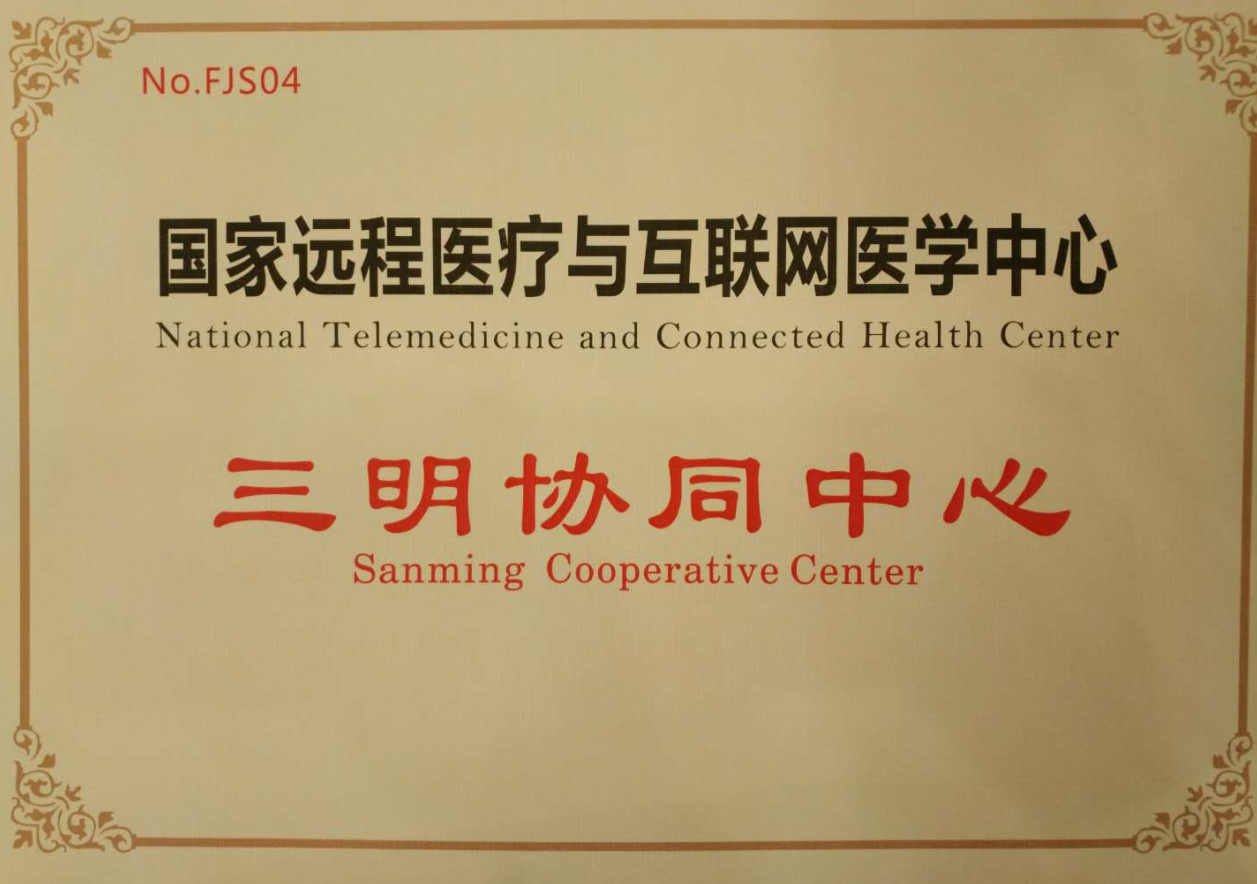 No.FJS04
国家远程医疗与互联网医学中心
National Telemedicine and Connected Health Center
三明协同中心
Sanming Cooperative Center